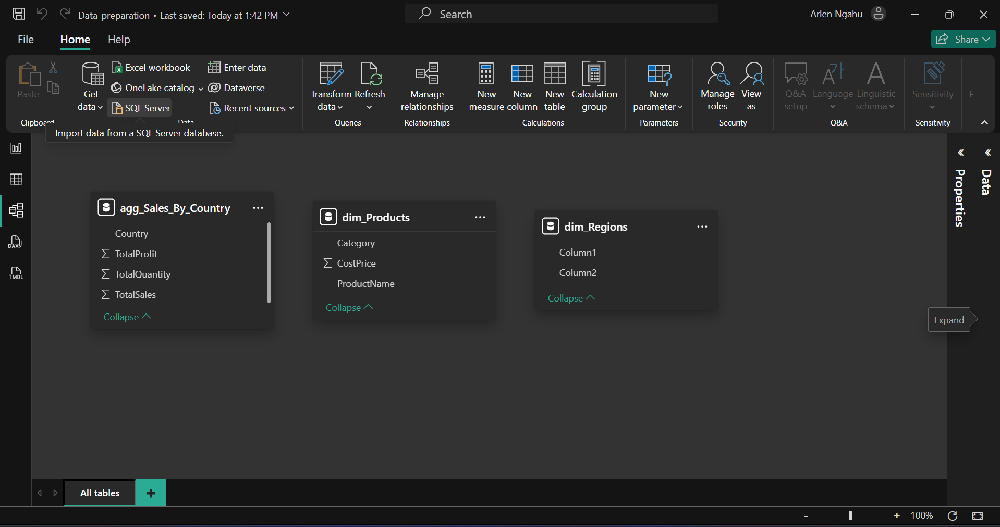 Data_preparation • Last saved: Today at 1:42 PM
Search
Arlen Ngahu
File
Home
Help
Share
Paste
Clipboard
Get
data
Excel workbook
OneLake catalog
SQL Server
Enter data
Dataverse
Recent sources
Data
Transform
data
Refresh
Queries
Manage
relationships
Relationships
New
measure
New
column
New
table
Calculation
group
Calculations
New
parameter
Parameters
Manage
roles
View
as
Security
Q&A
setup
Language
Linguistic
schema
Q&A
Sensitivity
Sensitivity
Import data from a SQL Server database.
DAX
TMDL
agg_Sales_By_Country
Country
TotalProfit
TotalQuantity
TotalSales
Collapse
dim_Products
Category
CostPrice
ProductName
Collapse
dim_Regions
Column1
Column2
Collapse
Properties
Data
Expand
All tables
100%